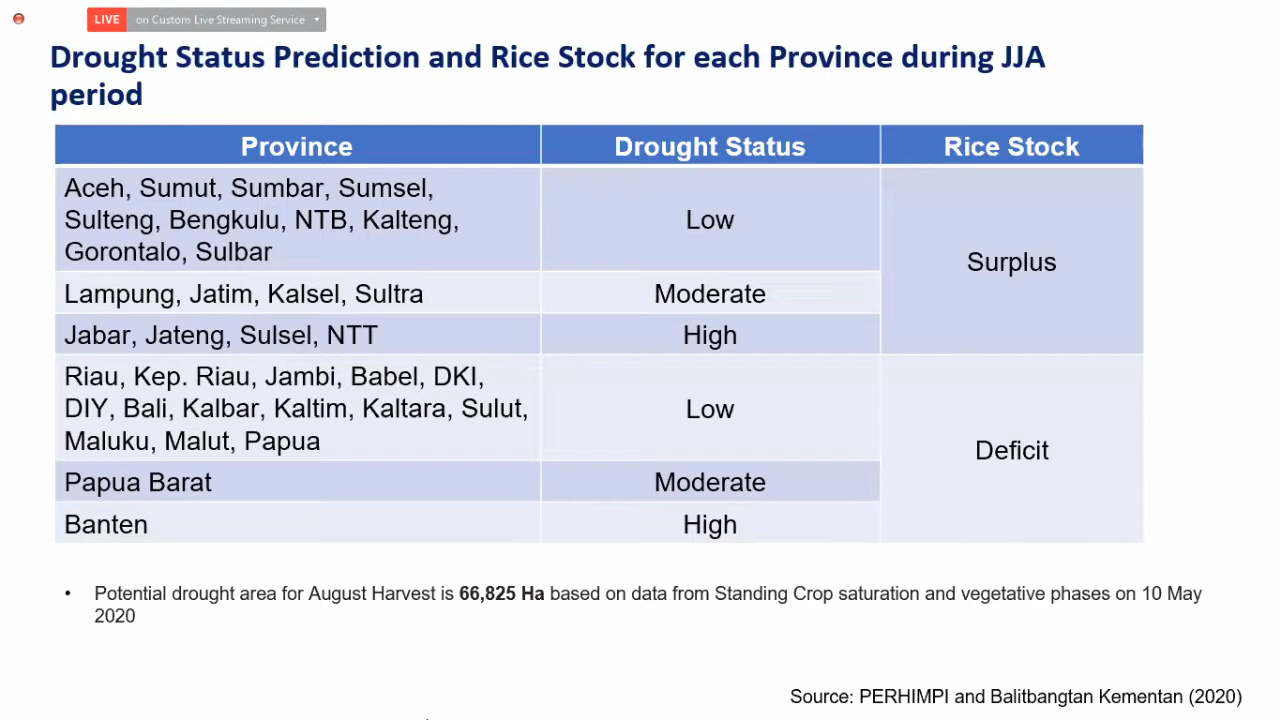 LIVE on Custom Live Streaming Service
Drought Status Prediction and Rice Stock for each Province during JJA
period
Province Drought Status Rice Stock
Aceh, Sumut, Sumbar, Sumsel,
Sulteng, Bengkulu, NTB, Kalteng,
Gorontalo, Sulbar
Low
Surplus
Lampung, Jatim, Kalsel, Sultra
Moderate
Jabar, Jateng, Sulsel, NTT
High
Riau, Kep. Riau, Jambi, Babel, DKI,
DIY, Bali, Kalbar, Kaltim, Kaltara, Sulut,
Maluku, Malut, Papua
Low
Deficit
Papua Barat
Moderate
Banten
High
• Potential drought area for August Harvest is 66,825 Ha based on data from Standing Crop saturation and vegetative phases on 10 May
2020
Source: PERHIMPI and Balitbangtan Kementan (2020)